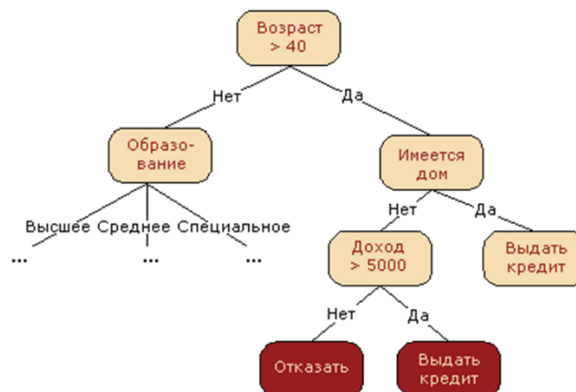 Возраст
> 40
Нет
Да
Образо-
вание
Имеется
дом
Высшее Среднее Специальное
... ... ...
Нет
Да
Доход
> 5000
Выдать
кредит
Нет
Да
Отказать
Выдать
кредит